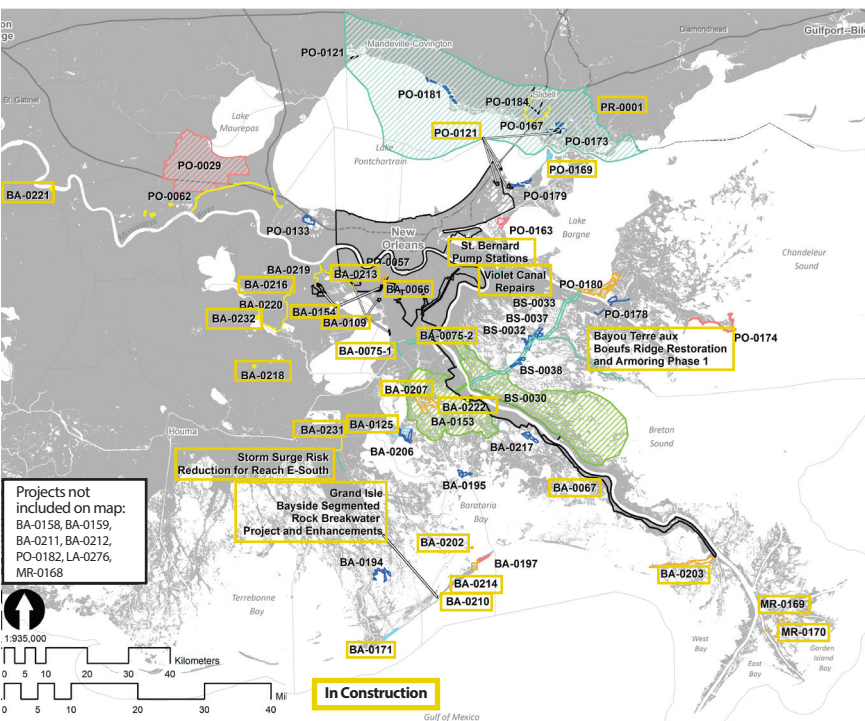 on
ge
Diamondhead
Gulfport--Bil
Mandeville-Covington
PO-0121
St. Gabriel
PO-0181
PO-0184
Slidell
PR-0001
Lake
Maurepas
PO-0121
PO-0167
PO-0173
Lake
Pontchartrain
PO-0029
PO-0169
BA-0221
PO-0062
PO-0179
Mississippi River
PO-0133
PO-0163
Lake
Borgne
New
Orleans
St. Bernard
Pump Stations
Chandeleur
Sound
PO-0057
BA-0219
BA-0213
Violet Canal
Repairs
PO-0180
BA-0216
BA-0066
BS-0033
BA-0220
BA-0154
PO-0178
BA-0232
BA-0109
BS-0037
BS-0032
BA-0075-2
PO-0174
BA-0075-1
Bayou Terre aux
Boeufs Ridge Restoration
and Armoring Phase 1
BA-0218
BS-0038
BA-0207
BS-0030
BA-0222
BA-0125
BA-0153
BA-0231
Houma
Breton
Sound
BA-0206
BA-0217
Storm Surge Risk
Reduction for Reach E-South
BA-0195
BA-0067
Projects not
included on map:
BA-0158, BA-0159,
BA-0211, BA-0212,
PO-0182, LA-0276,
MR-0168
Grand Isle
Bayside Segmented
Rock Breakwater
Project and Enhancements
Barataria
Bay
BA-0202
BA-0197
BA-0194
BA-0203
BA-0214
Terrebonne
Bay
BA-0210
MR-0169
MR-0170
1:935,000
West
Bay
Garden
Island
Bay
BA-0171
Kilometers
East
Bay
0 5 10 20 30 40
Mil
In Construction
0 5 10 20 30 40
Gulf of Mexico